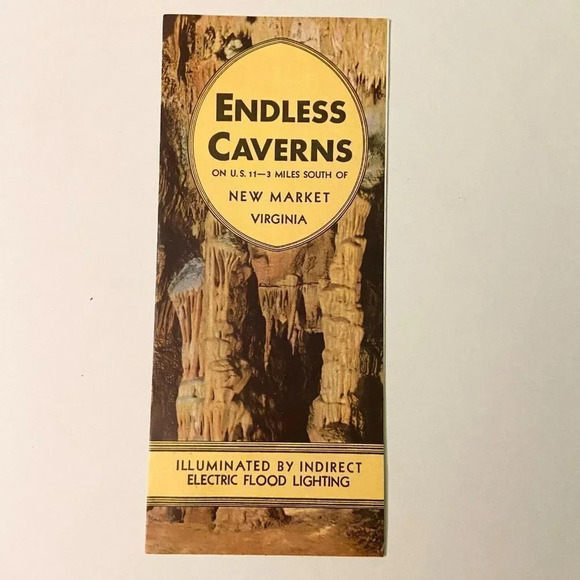 ENDLESS
CAVERNS
ON U.S. 11—3 MILES SOUTH OF
NEW MARKET
VIRGINIA
ILLUMINATED BY INDIRECT
ELECTRIC FLOOD LIGHTING